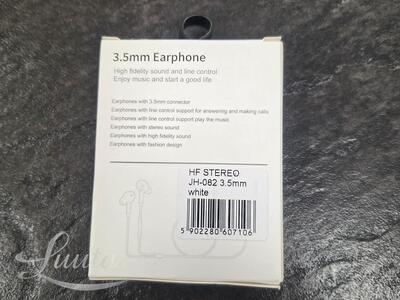 3.5mm Earphone
High fidelity sound and line control
Enjoy music and start a good life
Earphones with 3.5mm connector
Earphones with line control support for answering and making calls
Earphones with line control support play the music
Earphones with stereo sound
Earphones with high fidelity sound
Earphones with fashion design
HF STEREO
JH-082 3.5mm
white
5 902280 607106
Luutar